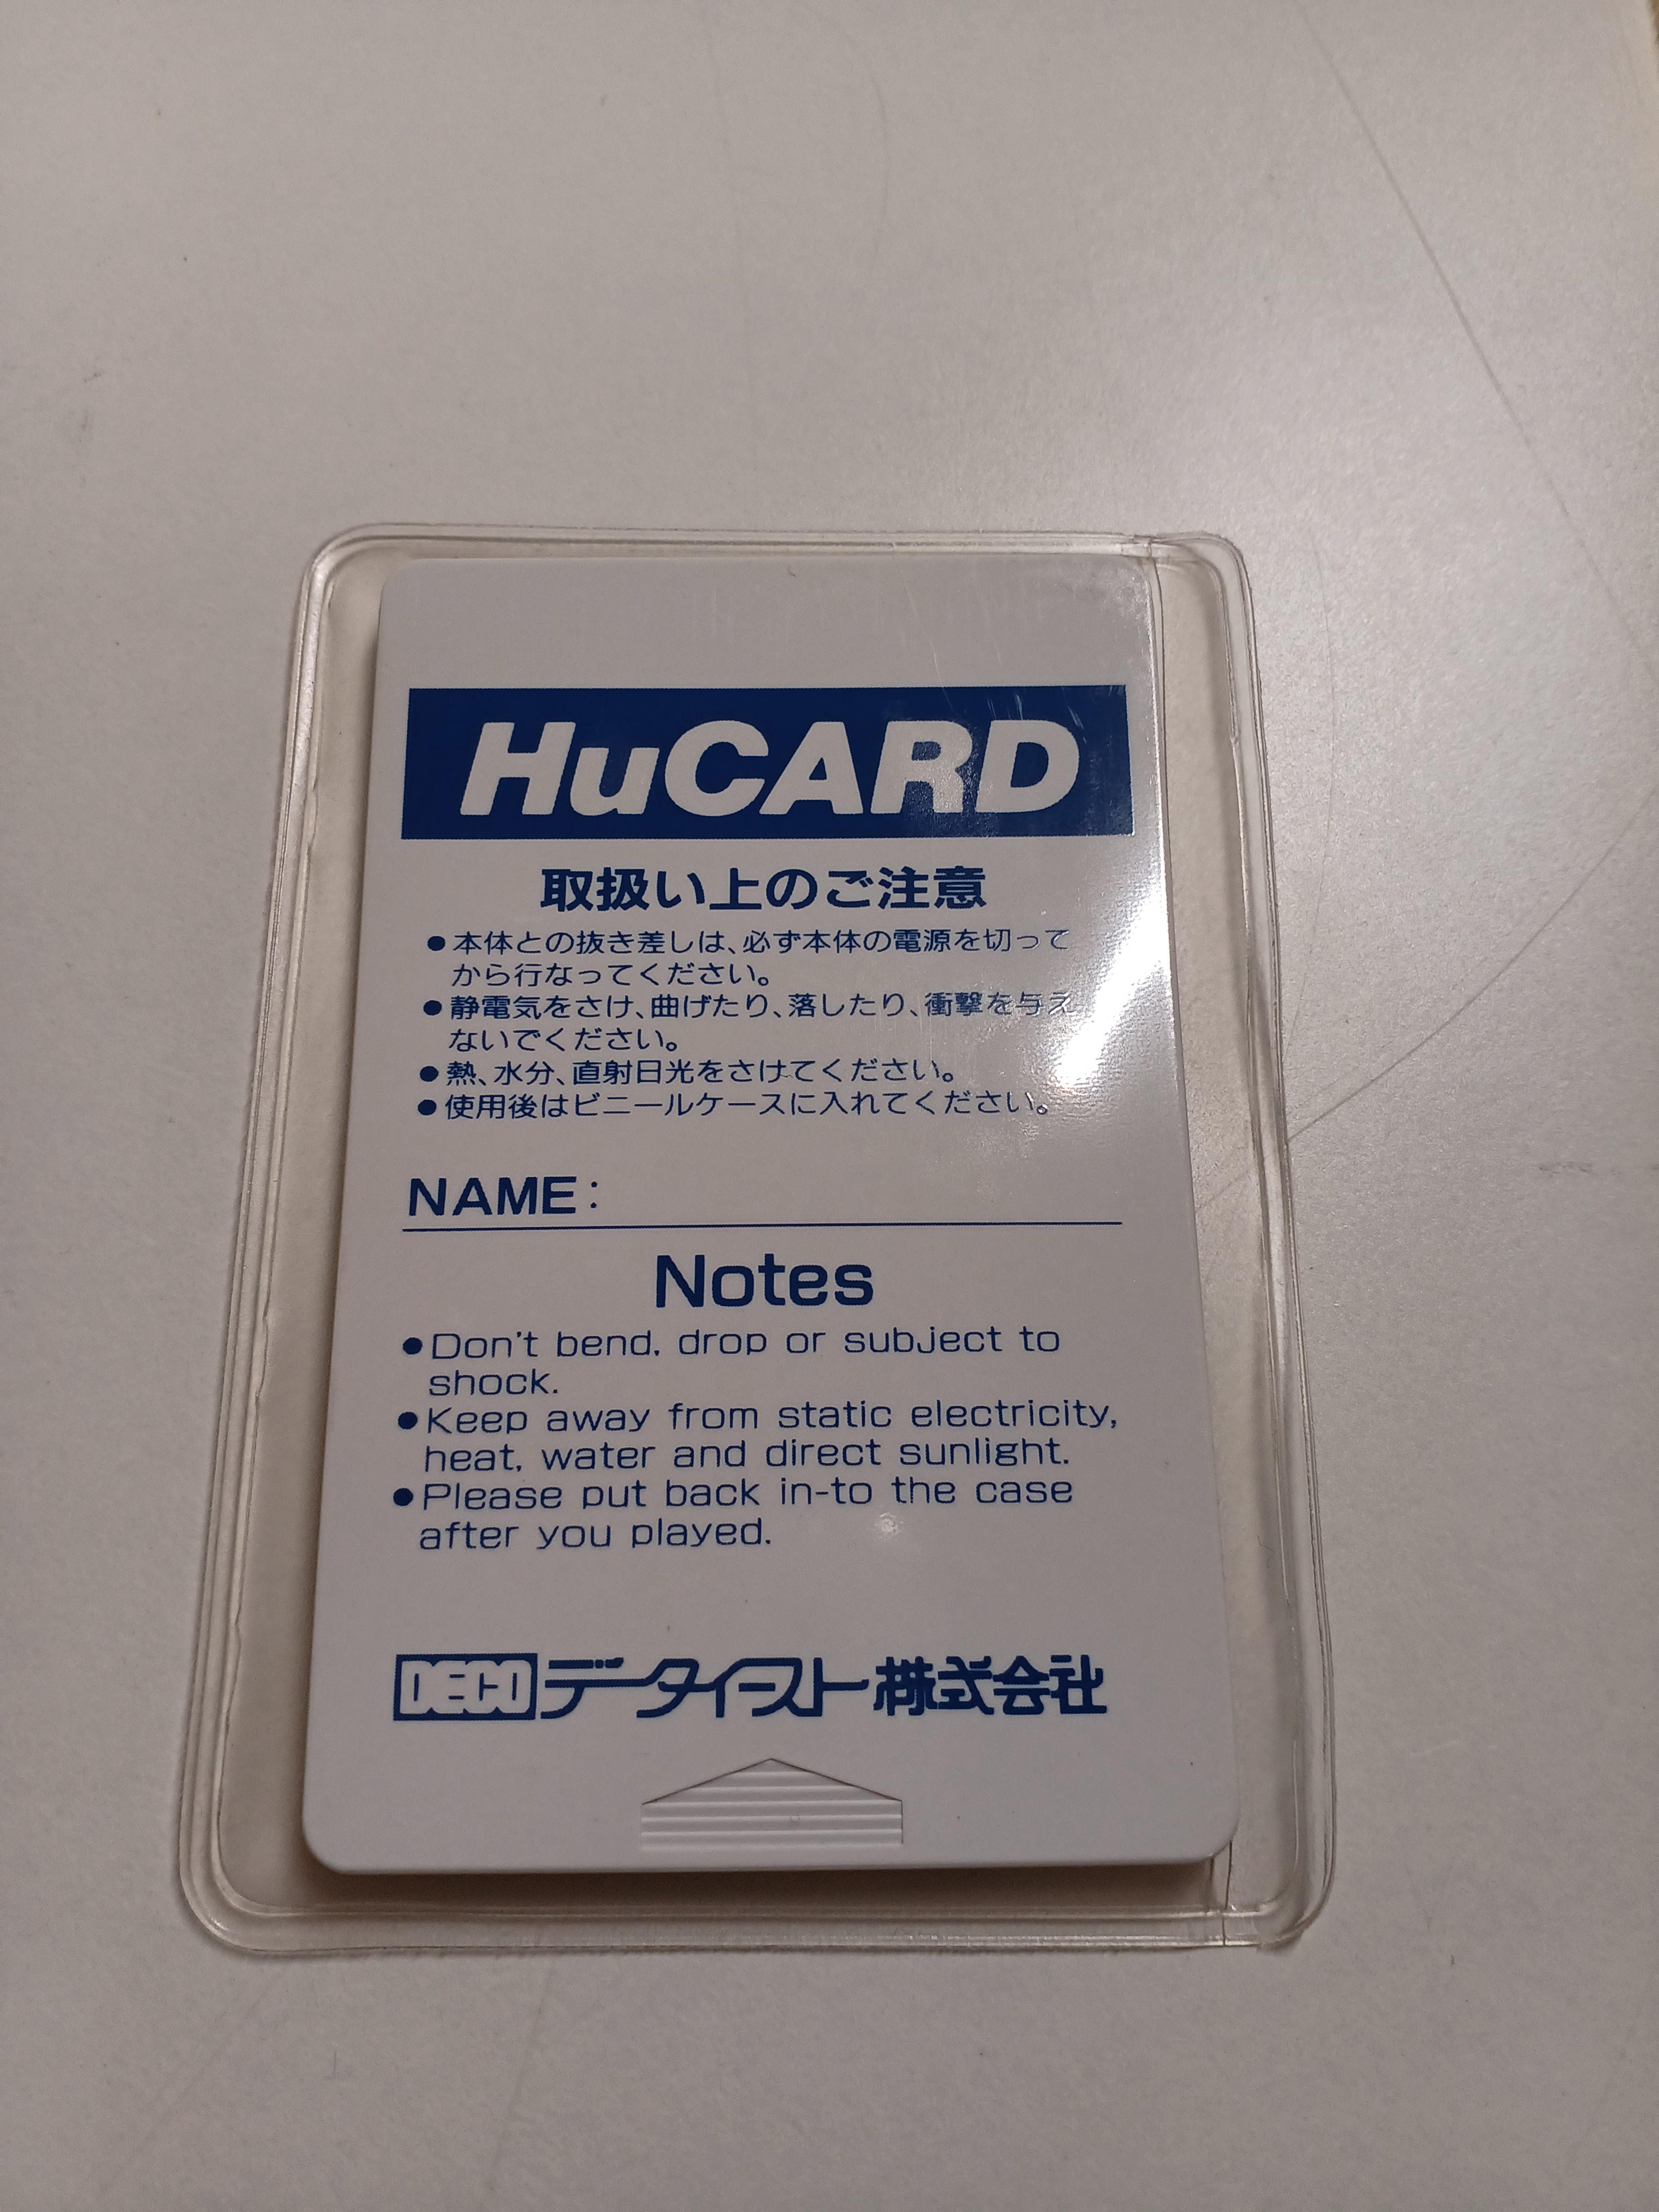 HuCARD
取扱い上のご注意
●本体との抜き差しは、必ず本体の電源を切って
から行なってください。
●静電気をさけ、曲げたり、落したり、衝撃を与え
ないでください。
●熱、水分、直射日光をさけてください。
●使用後はビニールケースに入れてください。
NAME:
Notes
●Don't bend, drop or subject to
shock.
●Keep away from static electricity,
heat, water and direct sunlight.
●Please put back in-to the case
after you played.
DECO データイースト株式会社